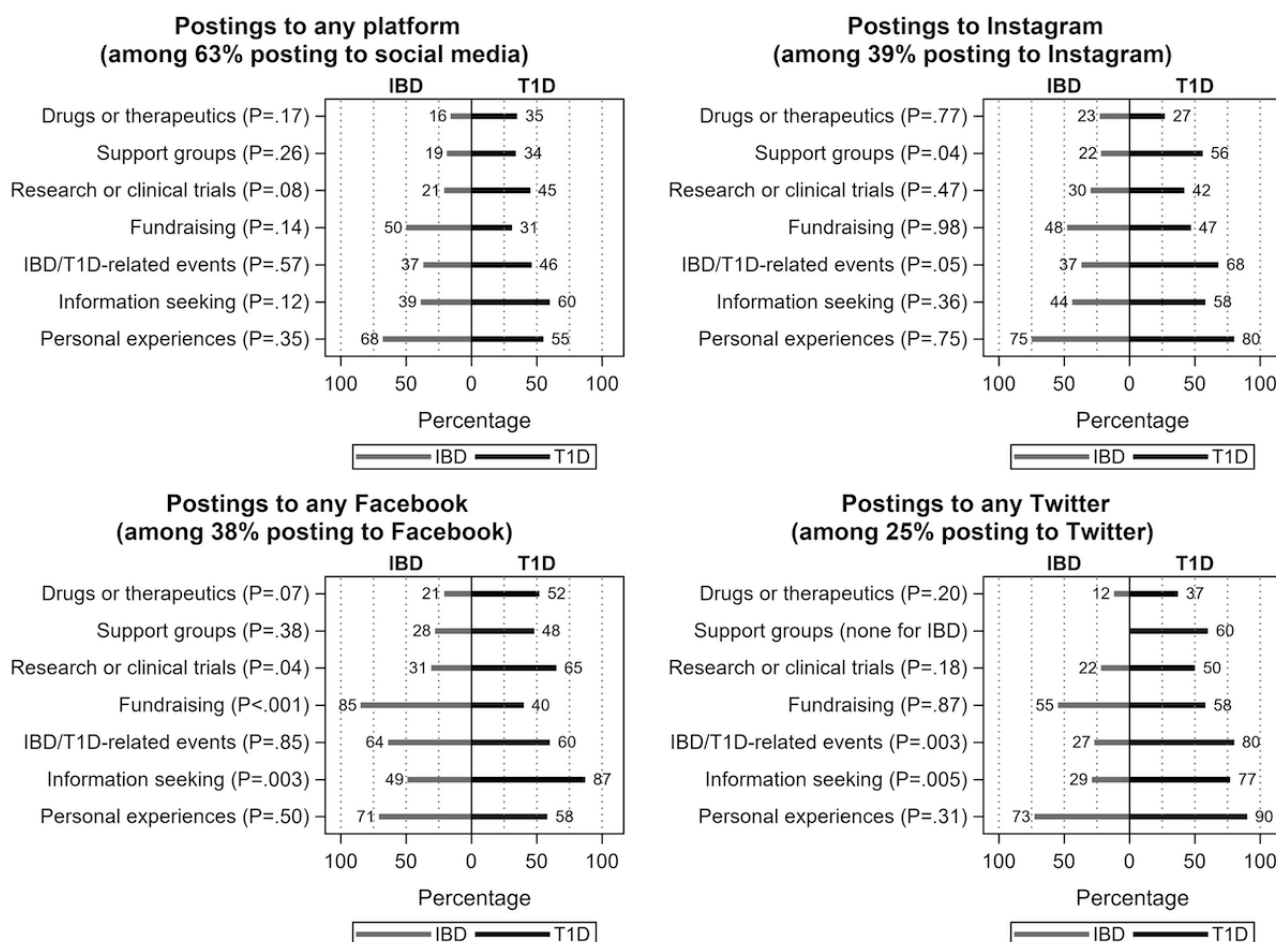 Postings to any platform
(among 63% posting to social media)
IBD T1D
Drugs or therapeutics (P=.17) 16 35
Support groups (P=.26) 19 34
Research or clinical trials (P=.08) 21 45
Fundraising (P=.14) 50 31
IBD/T1D-related events (P=.57) 37 46
Information seeking (P=.12) 39 60
Personal experiences (P=.35) 68 55
100 50 0 50 100
Percentage
IBD T1D
Postings to Instagram
(among 39% posting to Instagram)
IBD T1D
Drugs or therapeutics (P=.77) 23 27
Support groups (P=.04) 22 56
Research or clinical trials (P=.47) 30 42
Fundraising (P=.98) 48 47
IBD/T1D-related events (P=.05) 37 68
Information seeking (P=.36) 44 58
Personal experiences (P=.75) 75 80
100 50 0 50 100
Percentage
IBD T1D
Postings to any Facebook
(among 38% posting to Facebook)
IBD T1D
Drugs or therapeutics (P=.07) 21 52
Support groups (P=.38) 28 48
Research or clinical trials (P=.04) 31 65
Fundraising (P<.001) 85 40
IBD/T1D-related events (P=.85) 64 60
Information seeking (P=.003) 49 87
Personal experiences (P=.50) 71 58
100 50 0 50 100
Percentage
IBD T1D
Postings to any Twitter
(among 25% posting to Twitter)
IBD T1D
Drugs or therapeutics (P=.20) 12 37
Support groups (none for IBD) 60
Research or clinical trials (P=.18) 22 50
Fundraising (P=.87) 55 58
IBD/T1D-related events (P=.003) 27 80
Information seeking (P=.005) 29 77
Personal experiences (P=.31) 73 90
100 50 0 50 100
Percentage
IBD T1D